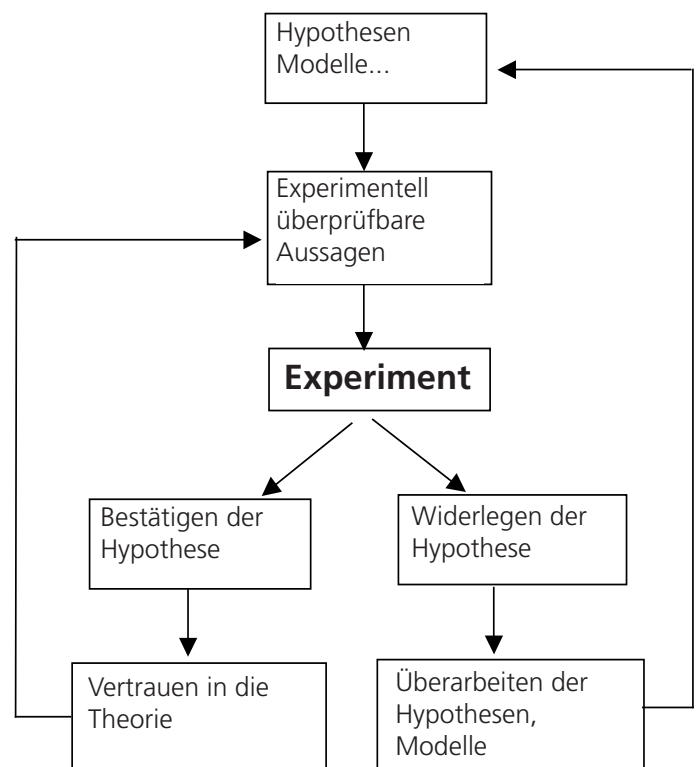 Hypothesen
Modelle...
Experimentell
überprüfbare
Aussagen
Experiment
Bestätigen der
Hypothese
Widerlegen der
Hypothese
Vertrauen in die
Theorie
Überarbeiten der
Hypothesen,
Modelle